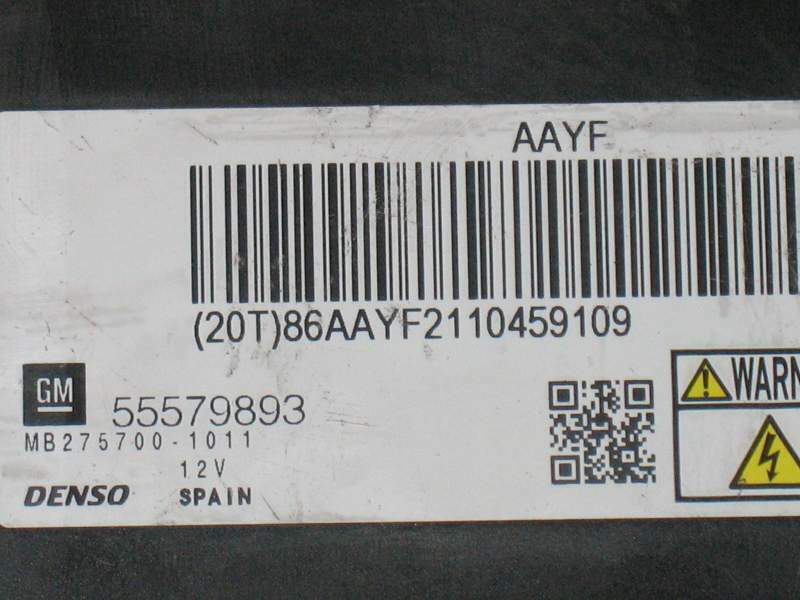 AAYF
(20T)86AAYF2110459109
GM 55579893
MB275700-1011
12V
DENSO SPAIN
WARN